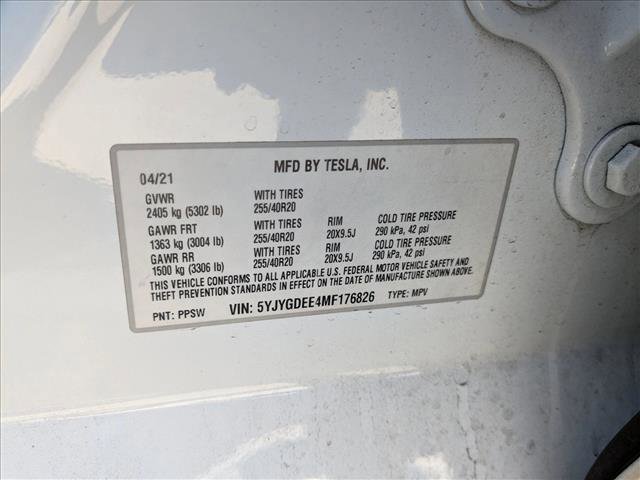 MFD BY TESLA, INC.
04/21
GVWR WITH TIRES
2405 kg (5302 lb) 255/40R20
GAWR FRT WITH TIRES RIM COLD TIRE PRESSURE
1363 kg (3004 lb) 255/40R20 20X9.5J 290 kPa, 42 psi
GAWR RR WITH TIRES RIM COLD TIRE PRESSURE
1500 kg (3306 lb) 255/40R20 20X9.5J 290 kPa, 42 psi
THIS VEHICLE CONFORMS TO ALL APPLICABLE U.S. FEDERAL MOTOR VEHICLE SAFETY AND
THEFT PREVENTION STANDARDS IN EFFECT ON THE DATE OF MANUFACTURE SHOWN ABOVE.
PNT: PPSW VIN: 5YJYGDEE4MF176826 TYPE: MPV